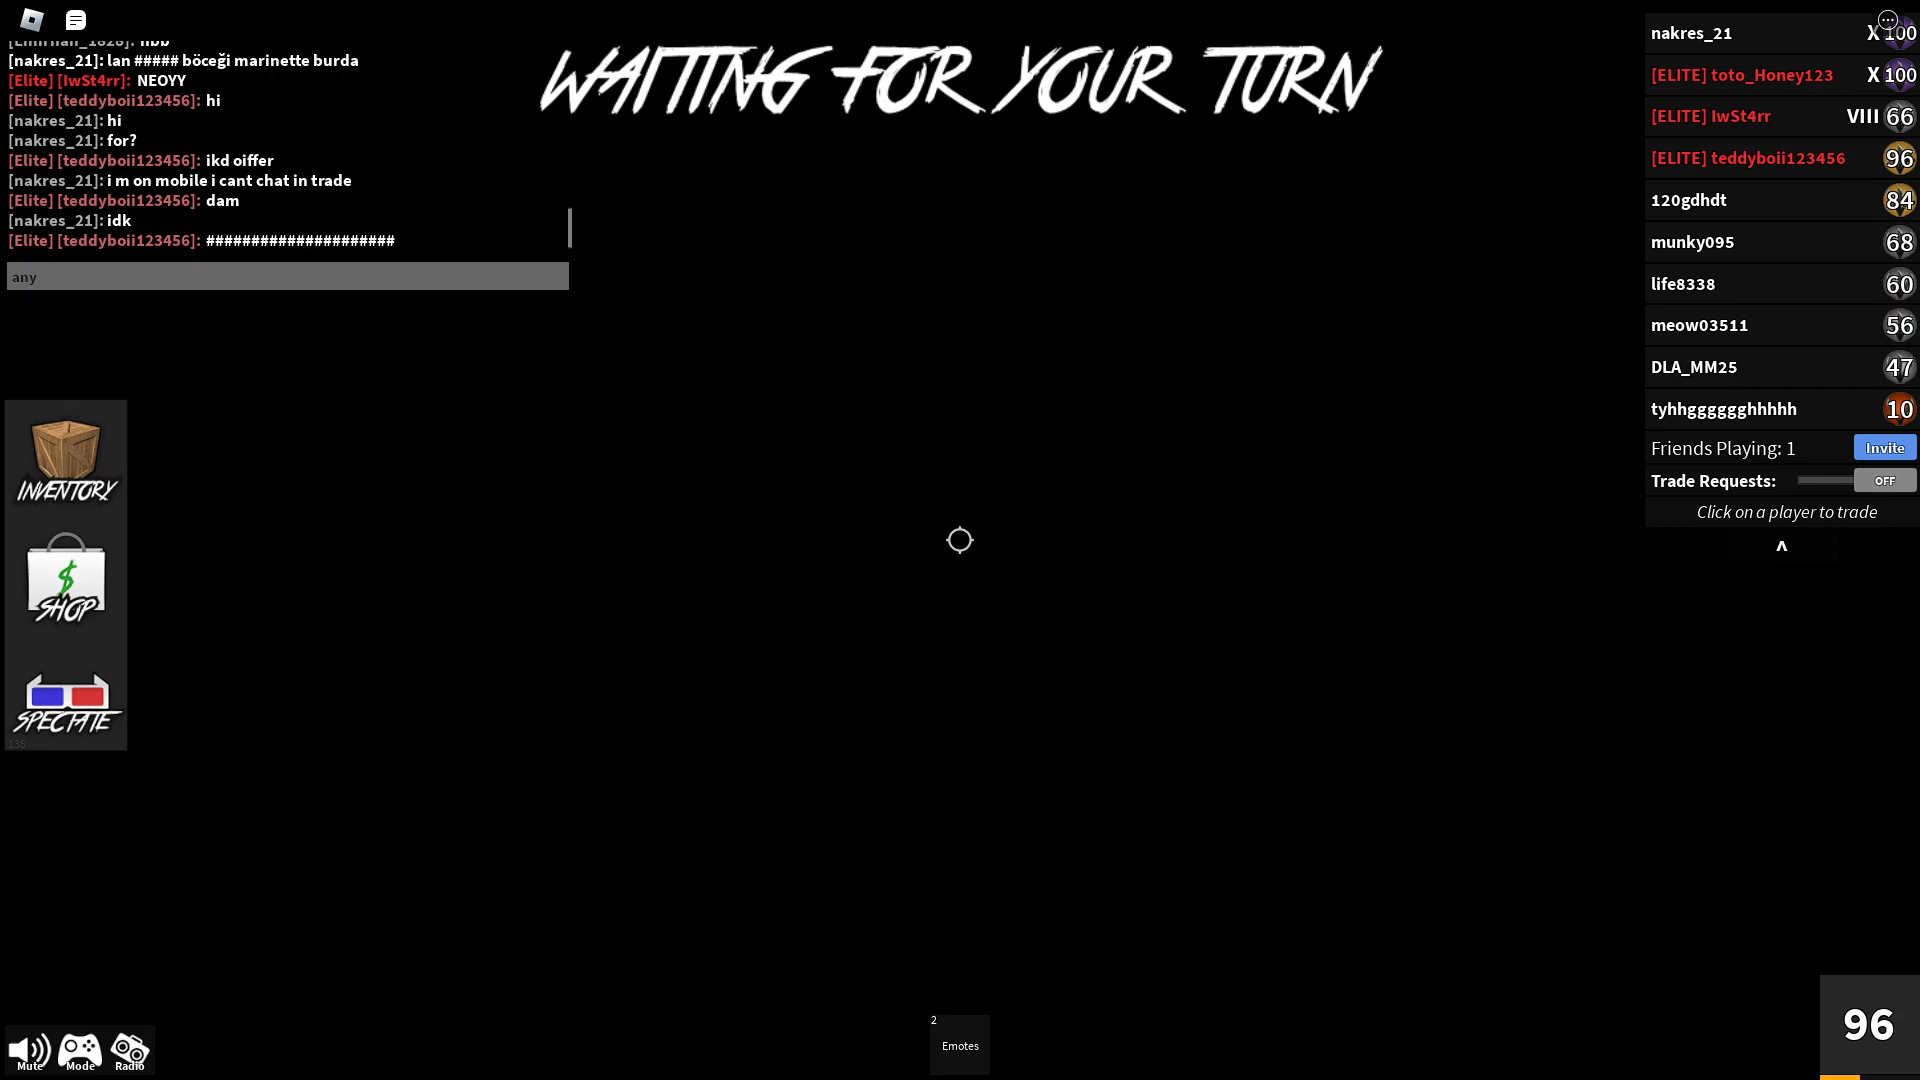 [nakres_21]: lan ##### böceği marinette burda
[Elite] [IwSt4rr]: NEOYY
[Elite] [teddyboii123456]: hi
[nakres_21]: hi
[nakres_21]: for?
[Elite] [teddyboii123456]: ikd oiffer
[nakres_21]: i m on mobile i cant chat in trade
[Elite] [teddyboii123456]: dam
[nakres_21]: idk
[Elite] [teddyboii123456]: #####################
any
WAITING FOR YOUR TURN
nakres_21 X 100
[ELITE] toto_Honey123 X 100
[ELITE] IwSt4rr VIII 66
[ELITE] teddyboii123456 96
120gdhdt 84
munky095 68
life8338 60
meow03511 56
DLA_MM25 47
tyhhgggggghhhhh 10
Friends Playing: 1 Invite
Trade Requests: OFF
Click on a player to trade
INVENTORY
$
SHOP
SPECTATE
135
Mute Mode Radio
2
Emotes
96